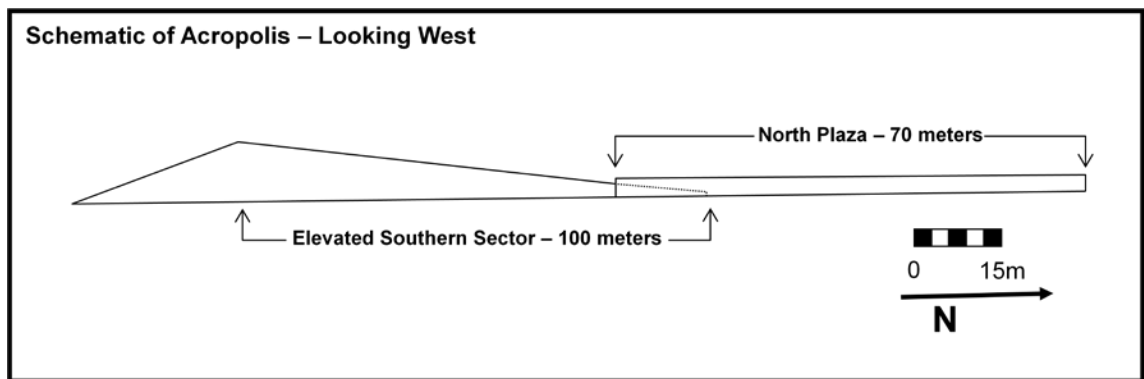 Schematic of Acropolis – Looking West
North Plaza – 70 meters
Elevated Southern Sector – 100 meters
0 15m
N